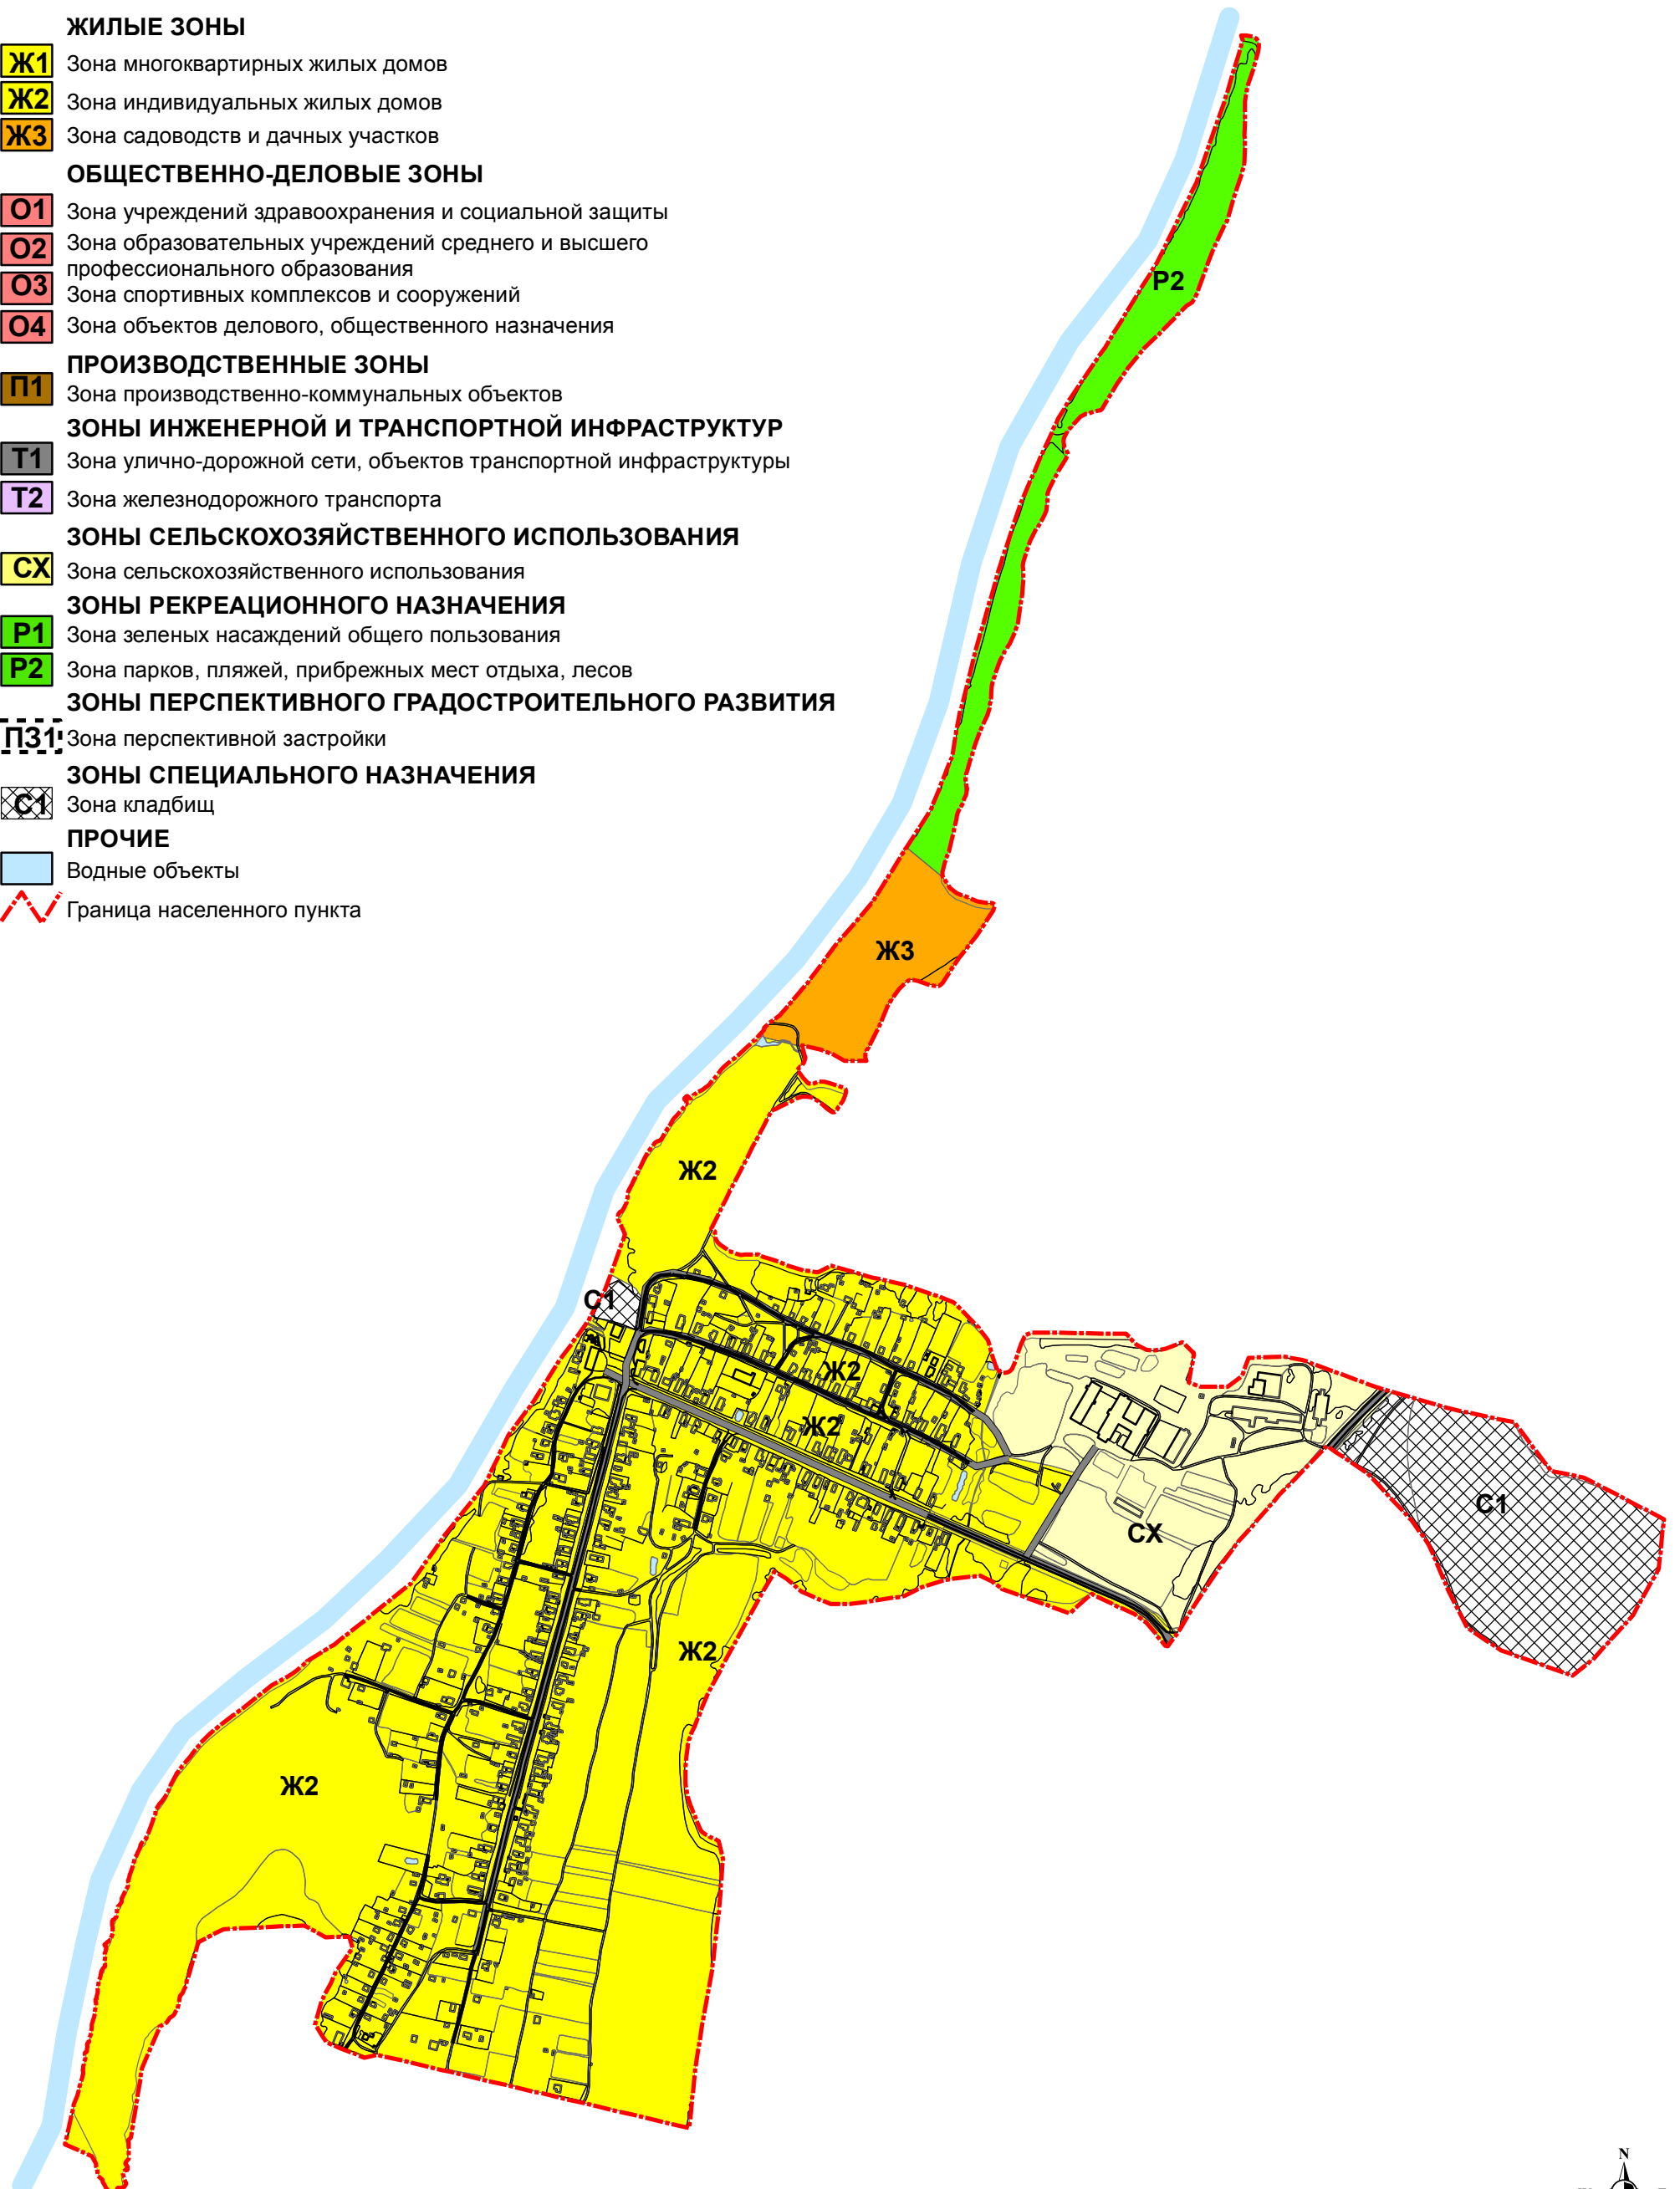 ЖИЛЫЕ ЗОНЫ
Ж1 Зона многоквартирных жилых домов
Ж2 Зона индивидуальных жилых домов
Ж3 Зона садоводств и дачных участков
ОБЩЕСТВЕННО-ДЕЛОВЫЕ ЗОНЫ
О1 Зона учреждений здравоохранения и социальной защиты
О2 Зона образовательных учреждений среднего и высшего
профессионального образования
О3 Зона спортивных комплексов и сооружений
О4 Зона объектов делового, общественного назначения
ПРОИЗВОДСТВЕННЫЕ ЗОНЫ
П1 Зона производственно-коммунальных объектов
ЗОНЫ ИНЖЕНЕРНОЙ И ТРАНСПОРТНОЙ ИНФРАСТРУКТУР
Т1 Зона улично-дорожной сети, объектов транспортной инфраструктуры
Т2 Зона железнодорожного транспорта
ЗОНЫ СЕЛЬСКОХОЗЯЙСТВЕННОГО ИСПОЛЬЗОВАНИЯ
СХ Зона сельскохозяйственного использования
ЗОНЫ РЕКРЕАЦИОННОГО НАЗНАЧЕНИЯ
Р1 Зона зеленых насаждений общего пользования
Р2 Зона парков, пляжей, прибрежных мест отдыха, лесов
ЗОНЫ ПЕРСПЕКТИВНОГО ГРАДОСТРОИТЕЛЬНОГО РАЗВИТИЯ
ПЗ1 Зона перспективной застройки
ЗОНЫ СПЕЦИАЛЬНОГО НАЗНАЧЕНИЯ
С1 Зона кладбищ
ПРОЧИЕ
Водные объекты
Граница населенного пункта
Р2
Ж3
Ж2
С1
Ж2
Ж2
С1
СХ
Ж2
Ж2
N